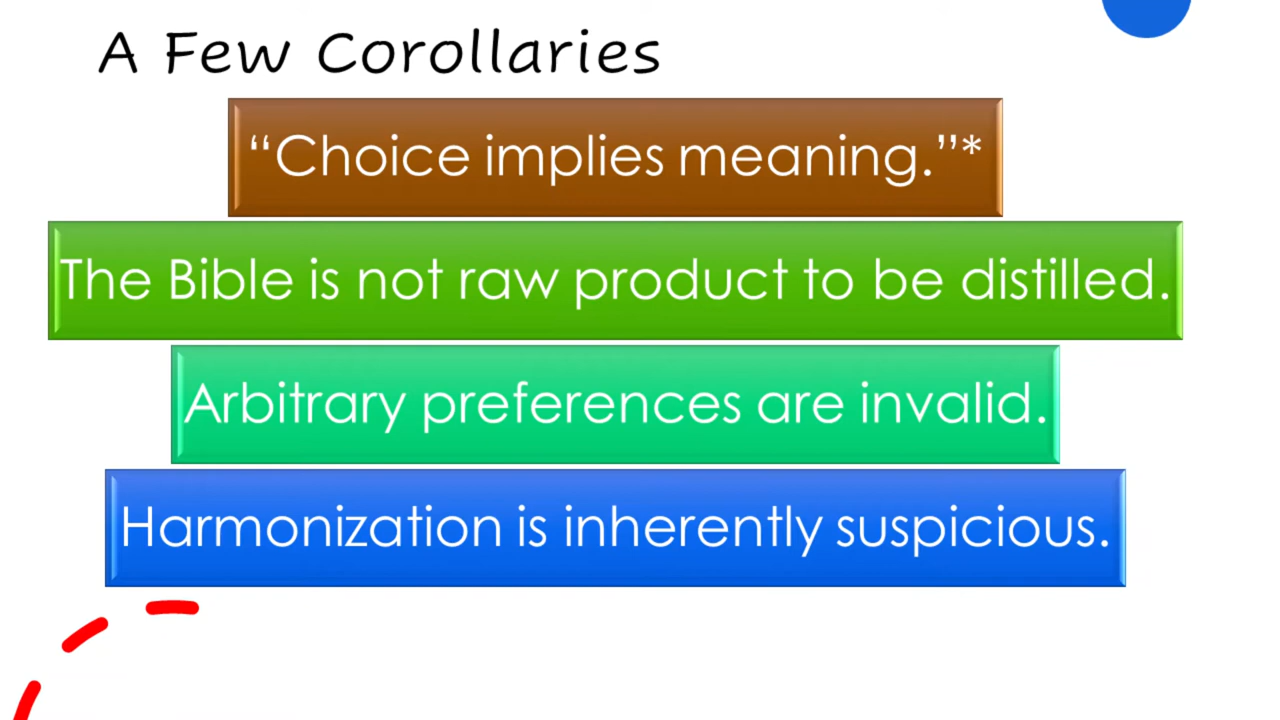 A Few Corollaries
“Choice implies meaning.”*
The Bible is not raw product to be distilled.
Arbitrary preferences are invalid.
Harmonization is inherently suspicious.